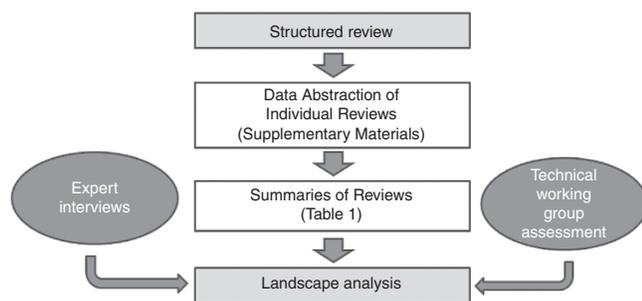 Structured review
Data Abstraction of
Individual Reviews
(Supplementary Materials)
Expert
interviews
Summaries of Reviews
(Table 1)
Technical
working
group
assessment
Landscape analysis